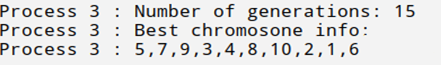 Process 3 : Number of generations: 15
Process 3 : Best chromosone info:
Process 3 : 5,7,9,3,4,8,10,2,1,6